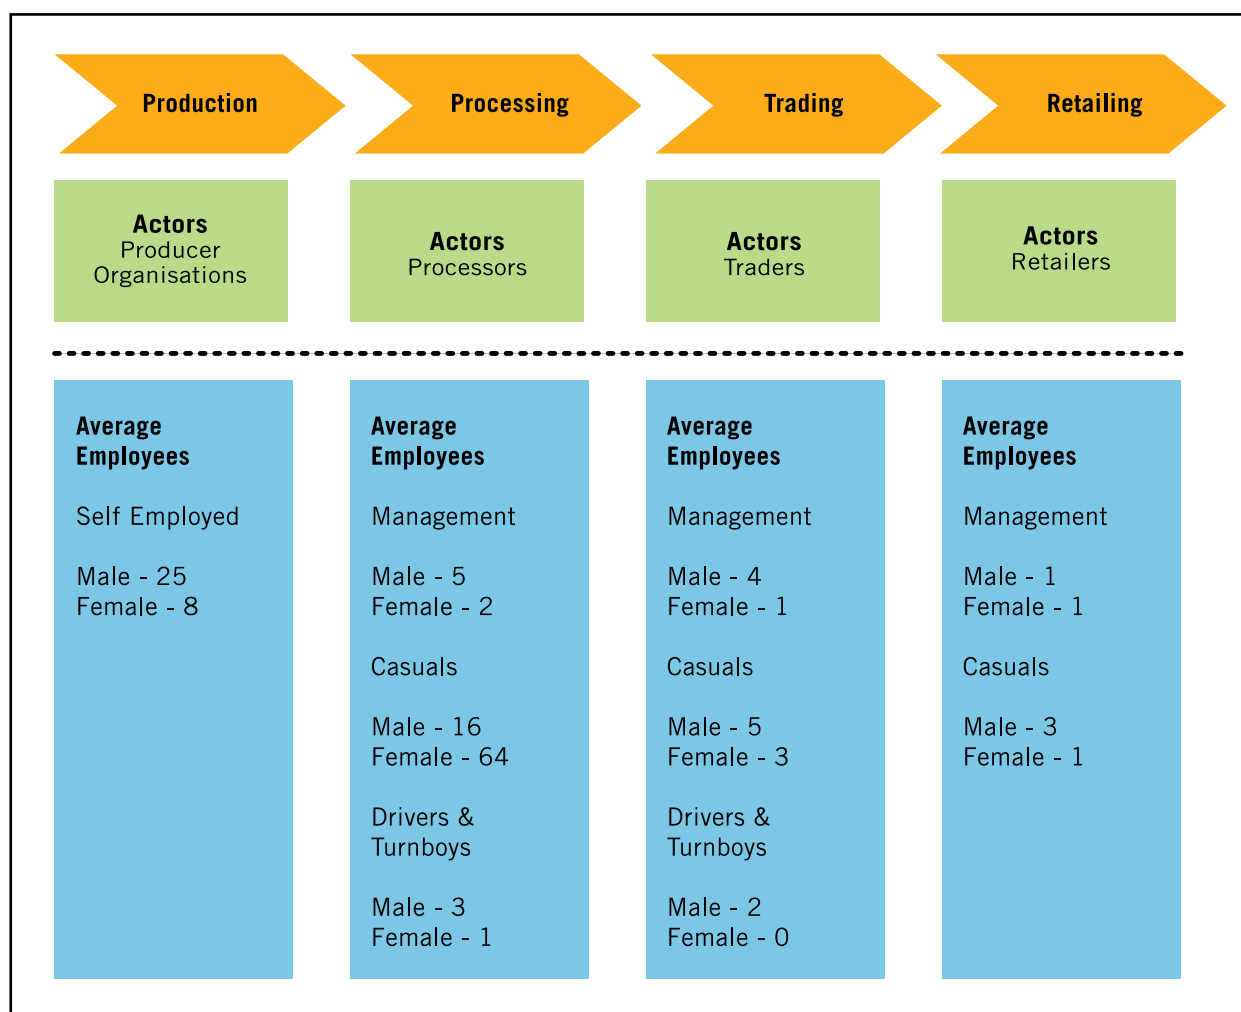 Production
Processing
Trading
Retailing
Actors
Producer
Organisations
Actors
Processors
Actors
Traders
Actors
Retailers
Average
Employees
Self Employed
Male - 25
Female - 8
Average
Employees
Management
Male - 5
Female - 2
Casuals
Male - 16
Female - 64
Drivers &
Turnboys
Male - 3
Female - 1
Average
Employees
Management
Male - 4
Female - 1
Casuals
Male - 5
Female - 3
Drivers &
Turnboys
Male - 2
Female - 0
Average
Employees
Management
Male - 1
Female - 1
Casuals
Male - 3
Female - 1